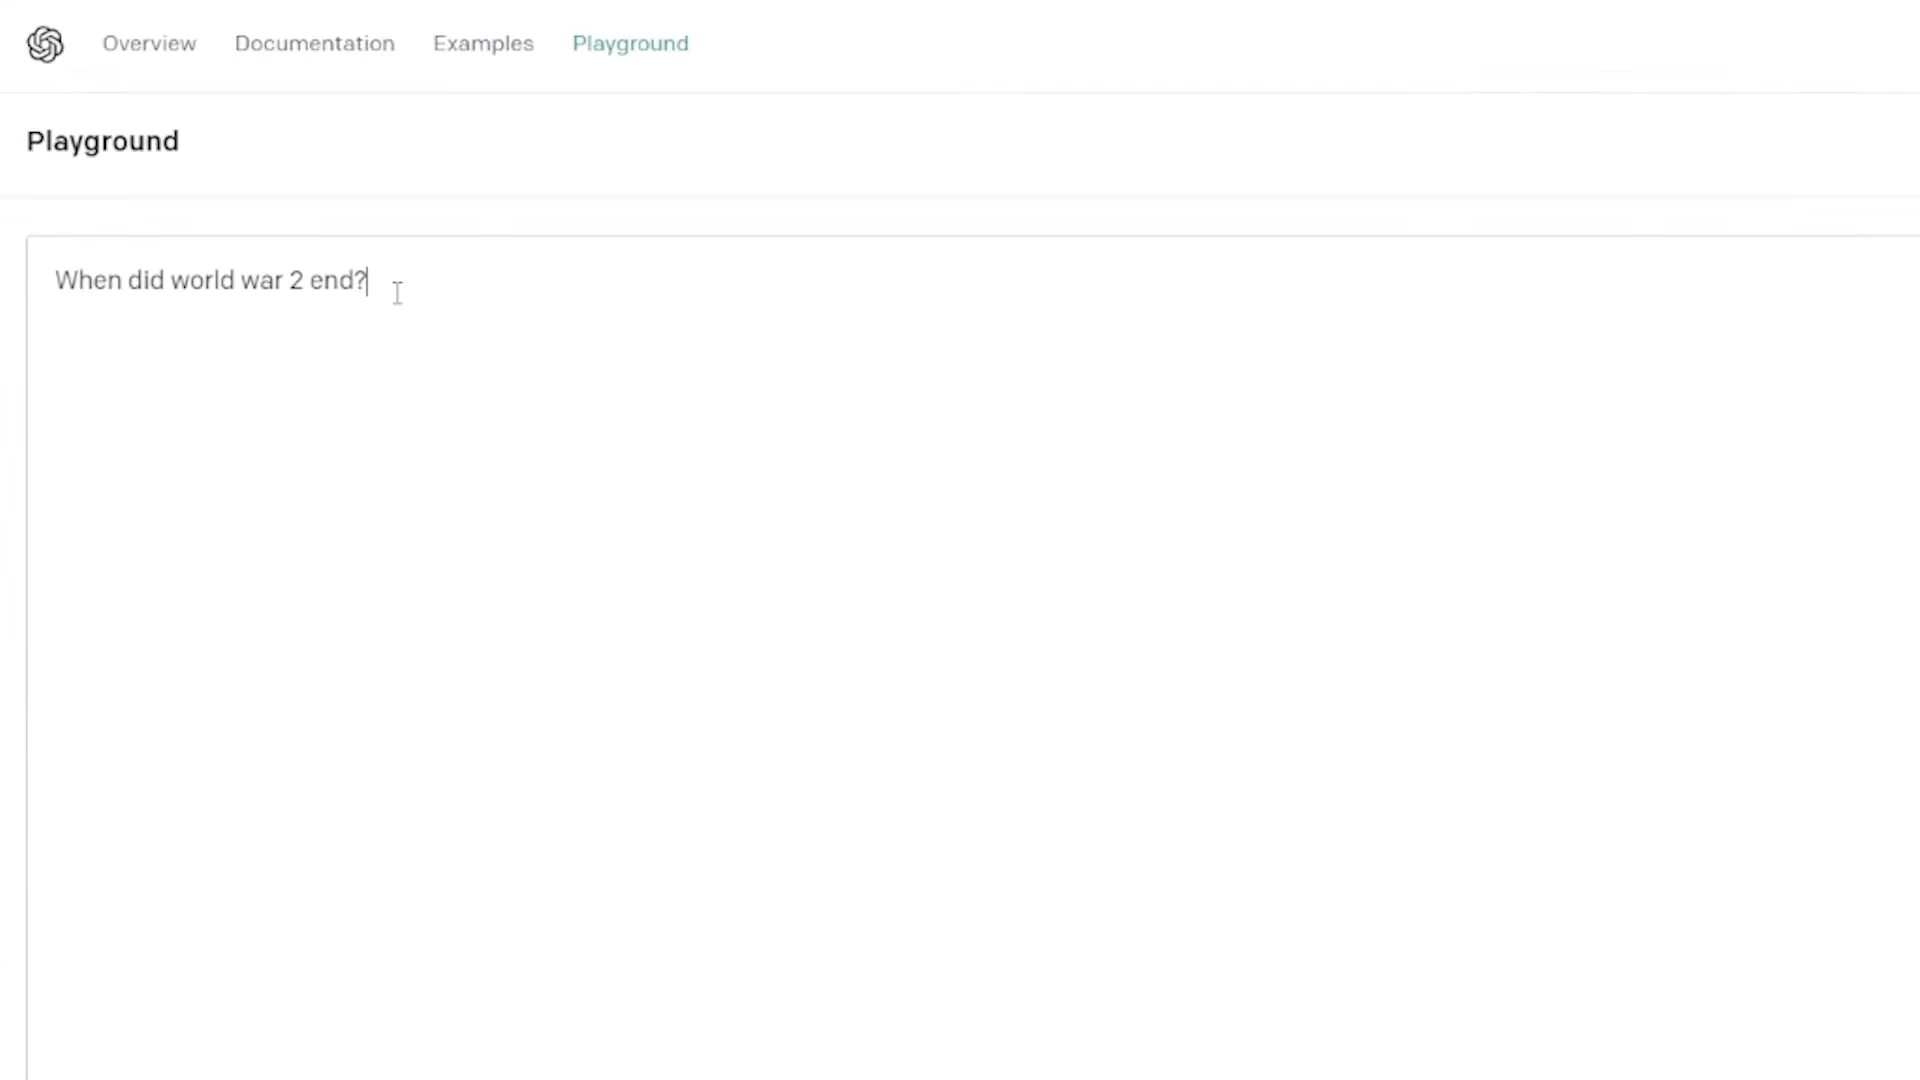 Overview Documentation Examples Playground
Playground
When did world war 2 end?